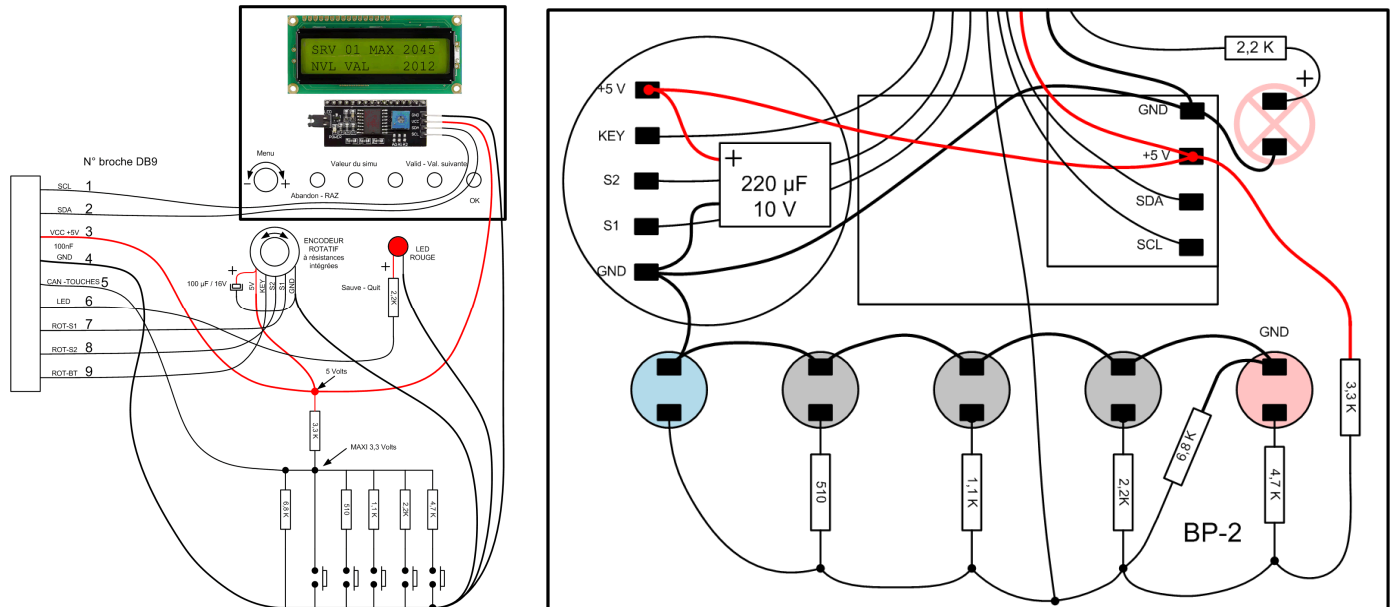 SRV 01 MAX 2045
NVL VAL 2012
GND
VCC
SDA
SCL
Menu
- +
Valeur du simu
Valid - Val. suivante
Abandon - RAZ
OK
N° broche DB9
SCL 1
SDA 2
VCC +5V 3
100nF
GND 4
CAN -TOUCHES 5
LED 6
ROT-S1 7
ROT-S2 8
ROT-BT 9
ENCODEUR
ROTATIF
à résistances
intégrées
+
100 µF / 16V
5V
KEY
S2
S1
GND
LED
ROUGE
+
Sauve - Quit
2,2K
5 Volts
3,3 K
MAXI 3,3 Volts
6,8 K
510
1,1 K
2,2K
4,7 K
+5 V
KEY
S2
S1
GND
+
220 µF
10 V
GND
+5 V
SDA
SCL
2,2 K
+
GND
3,3 K
510
1,1 K
2,2K
6,8 K
4,7 K
BP-2